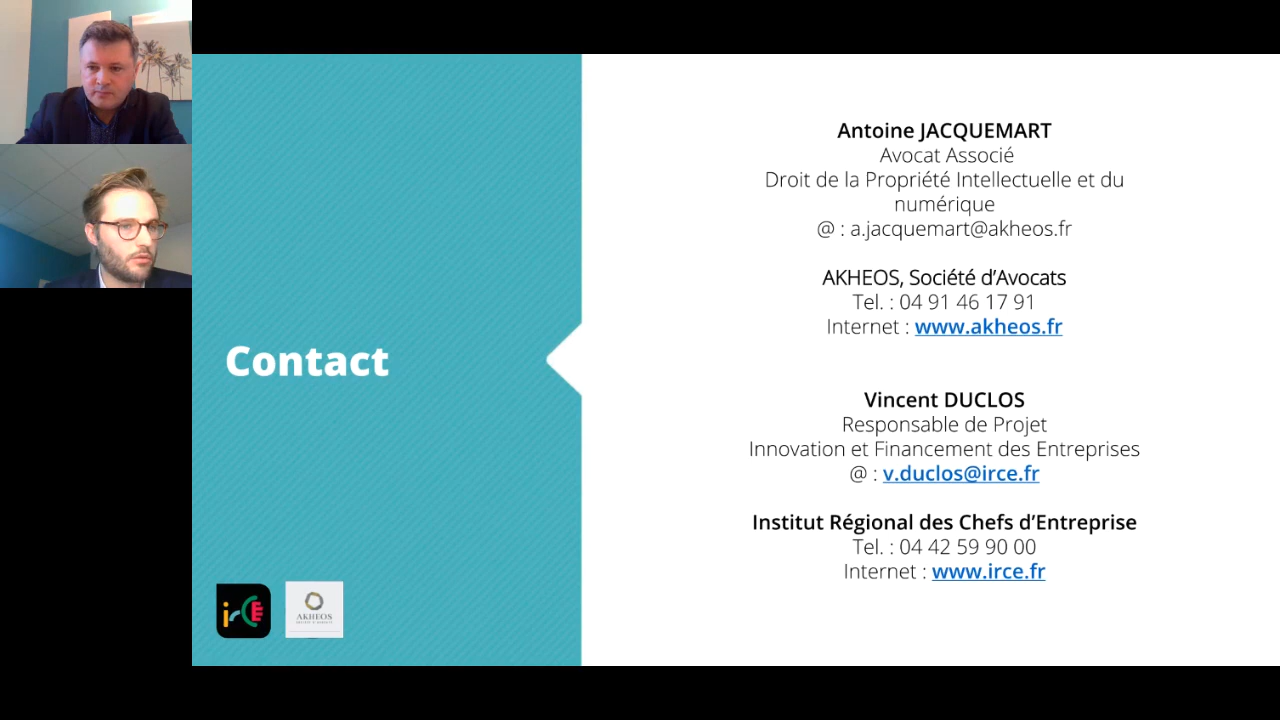 Contact
Antoine JACQUEMART
Avocat Associé
Droit de la Propriété Intellectuelle et du
numérique
@ : a.jacquemart@akheos.fr
AKHEOS, Société d’Avocats
Tel. : 04 91 46 17 91
Internet : www.akheos.fr
Vincent DUCLOS
Responsable de Projet
Innovation et Financement des Entreprises
@ : v.duclos@irce.fr
Institut Régional des Chefs d’Entreprise
Tel. : 04 42 59 90 00
Internet : www.irce.fr
irCE
AKHEOS